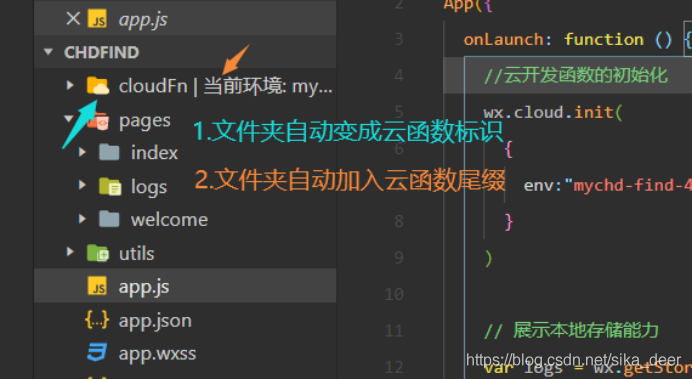 app.js
CHDFIND
cloudFn | 当前环境: my...
pages
index
logs
welcome
utils
app.js
app.json
app.wxss
1.文件夹自动变成云函数标识
2.文件夹自动加入云函数尾缀
2
App({
3
onLaunch: function () {
4
//云开发函数的初始化
5
wx.cloud.init(
6
{
7
env:"mychd-find-4
8
}
9
)
10
11
// 展示本地存储能力
12
var logs = wx.getStor
https://blog.csdn.net/sika_deer